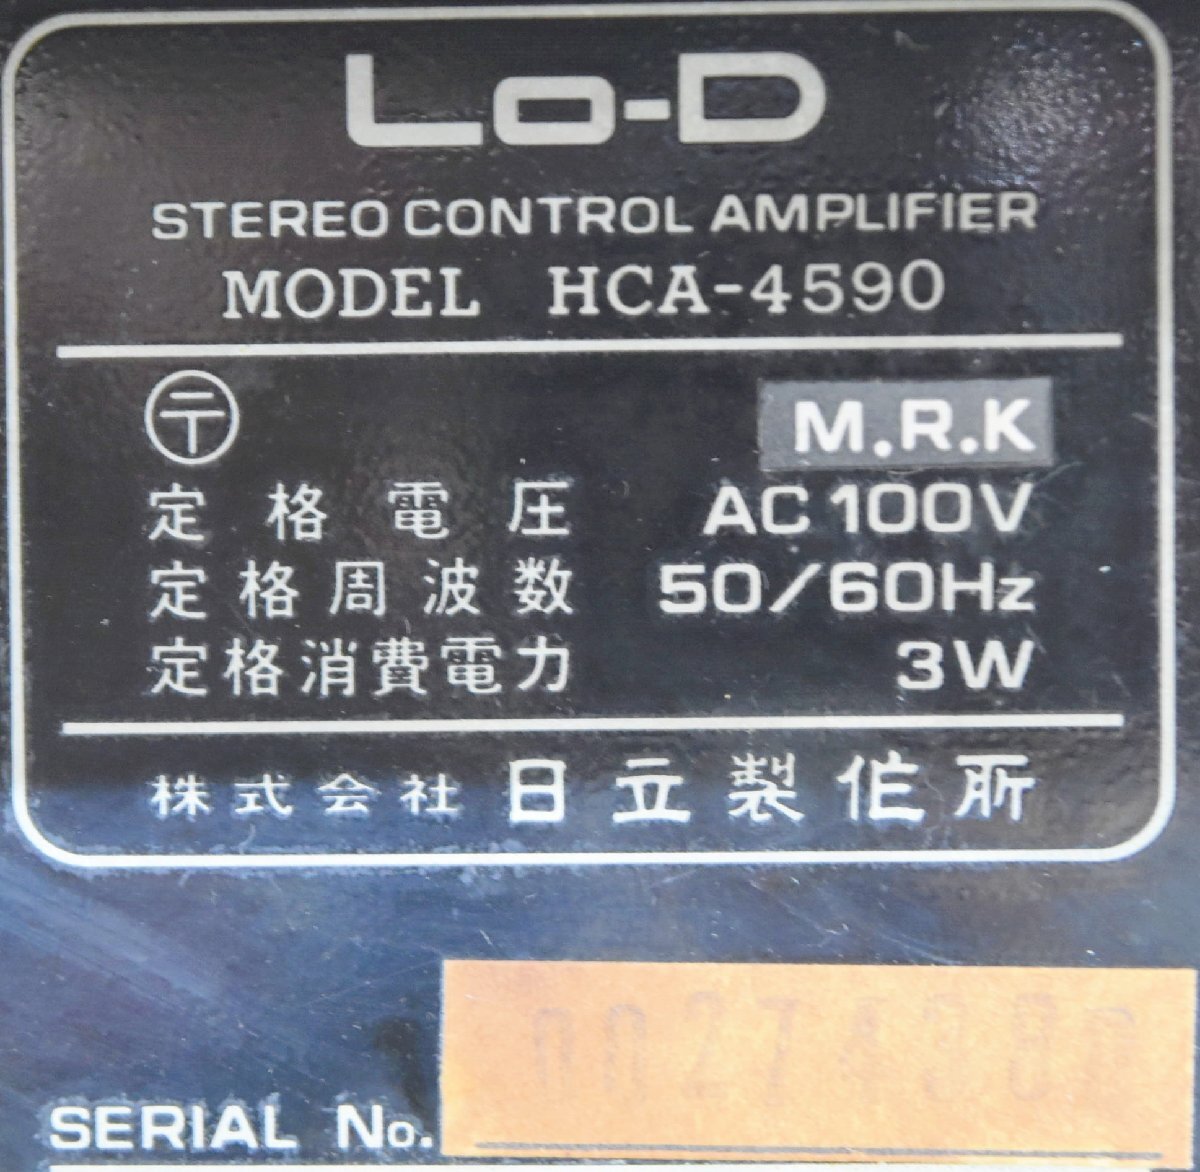 Lo-D
STEREO CONTROL AMPLIFIER
MODEL HCA-4590
〒 M.R.K
定格電圧 AC 100V
定格周波数 50/60Hz
定格消費電力 3W
株式会社 日立製作所
SERIAL No.